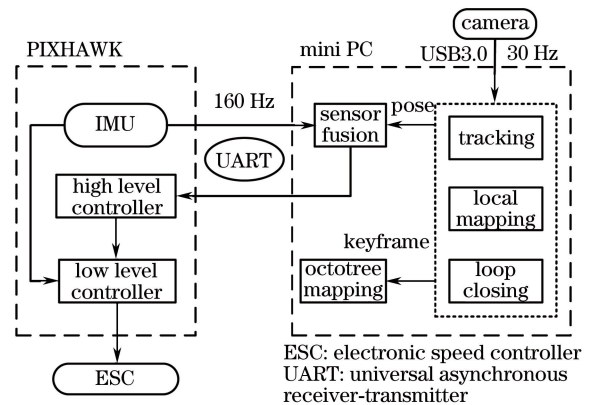 camera
PIXHAWK
mini PC
USB3.0
30 Hz
160 Hz
IMU
sensor
fusion
pose
tracking
UART
high level
controller
local
mapping
keyframe
low level
controller
octotree
mapping
loop
closing
ESC
ESC: electronic speed controller
UART: universal asynchronous
receiver-transmitter